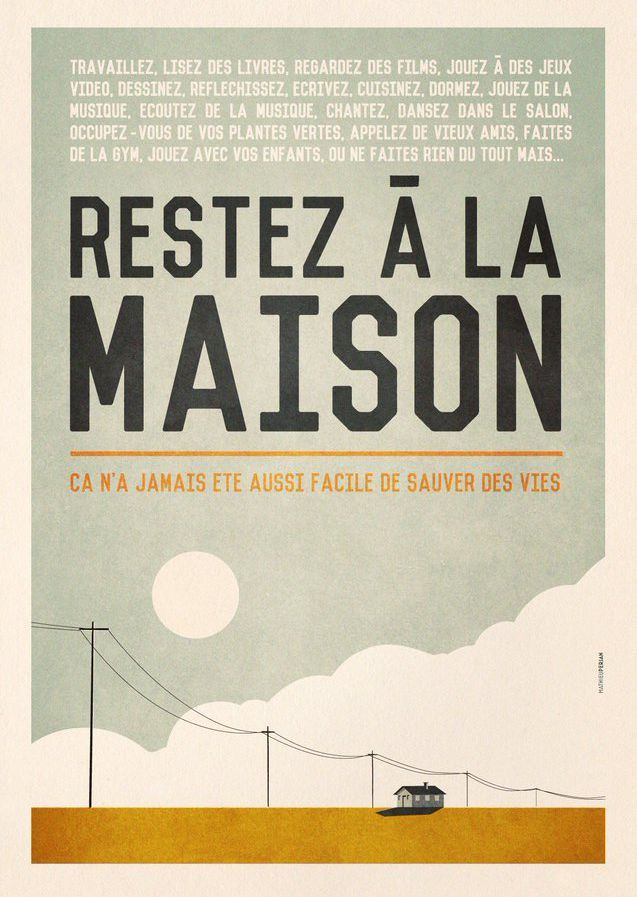 TRAVAILLEZ, LISEZ DES LIVRES, REGARDEZ DES FILMS, JOUEZ Ā DES JEUX
VIDEO, DESSINEZ, REFLECHISSEZ, ECRIVEZ, CUISINEZ, DORMEZ, JOUEZ DE LA
MUSIQUE, ECOUTEZ DE LA MUSIQUE, CHANTEZ, DANSEZ DANS LE SALON,
OCCUPEZ-VOUS DE VOS PLANTES VERTES, APPELEZ DE VIEUX AMIS, FAITES
DE LA GYM, JOUEZ AVEC VOS ENFANTS, OU NE FAITES RIEN DU TOUT MAIS...
RESTEZ Ā LA
MAISON
CA N'A JAMAIS ETE AUSSI FACILE DE SAUVER DES VIES
MATHIEUPERSAN